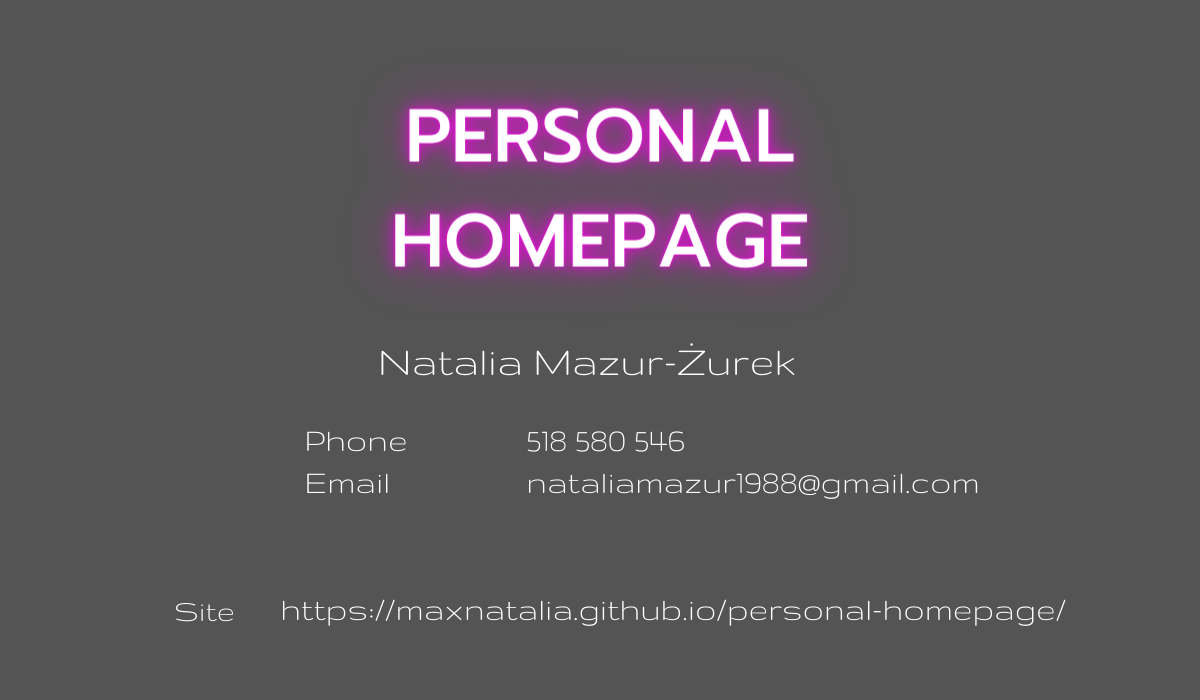 PERSONAL
HOMEPAGE
Natalia Mazur-Żurek
Phone 518 580 546
Email nataliamazur1988@gmail.com
Site https://maxnatalia.github.io/personal-homepage/